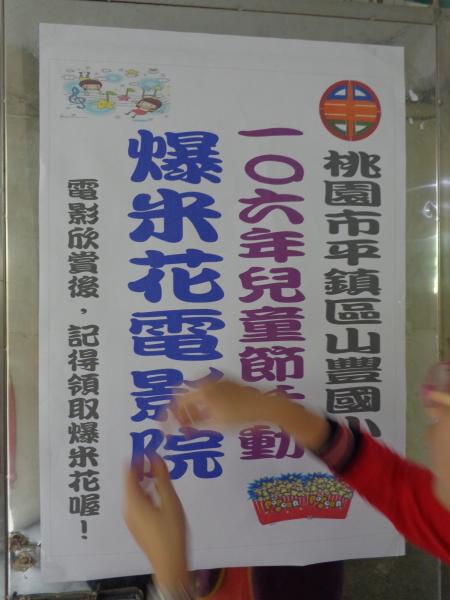 桃園市平鎮區山豐國小
一〇六年兒童節活動
爆米花電影院
電影欣賞後，記得領取爆米花喔！